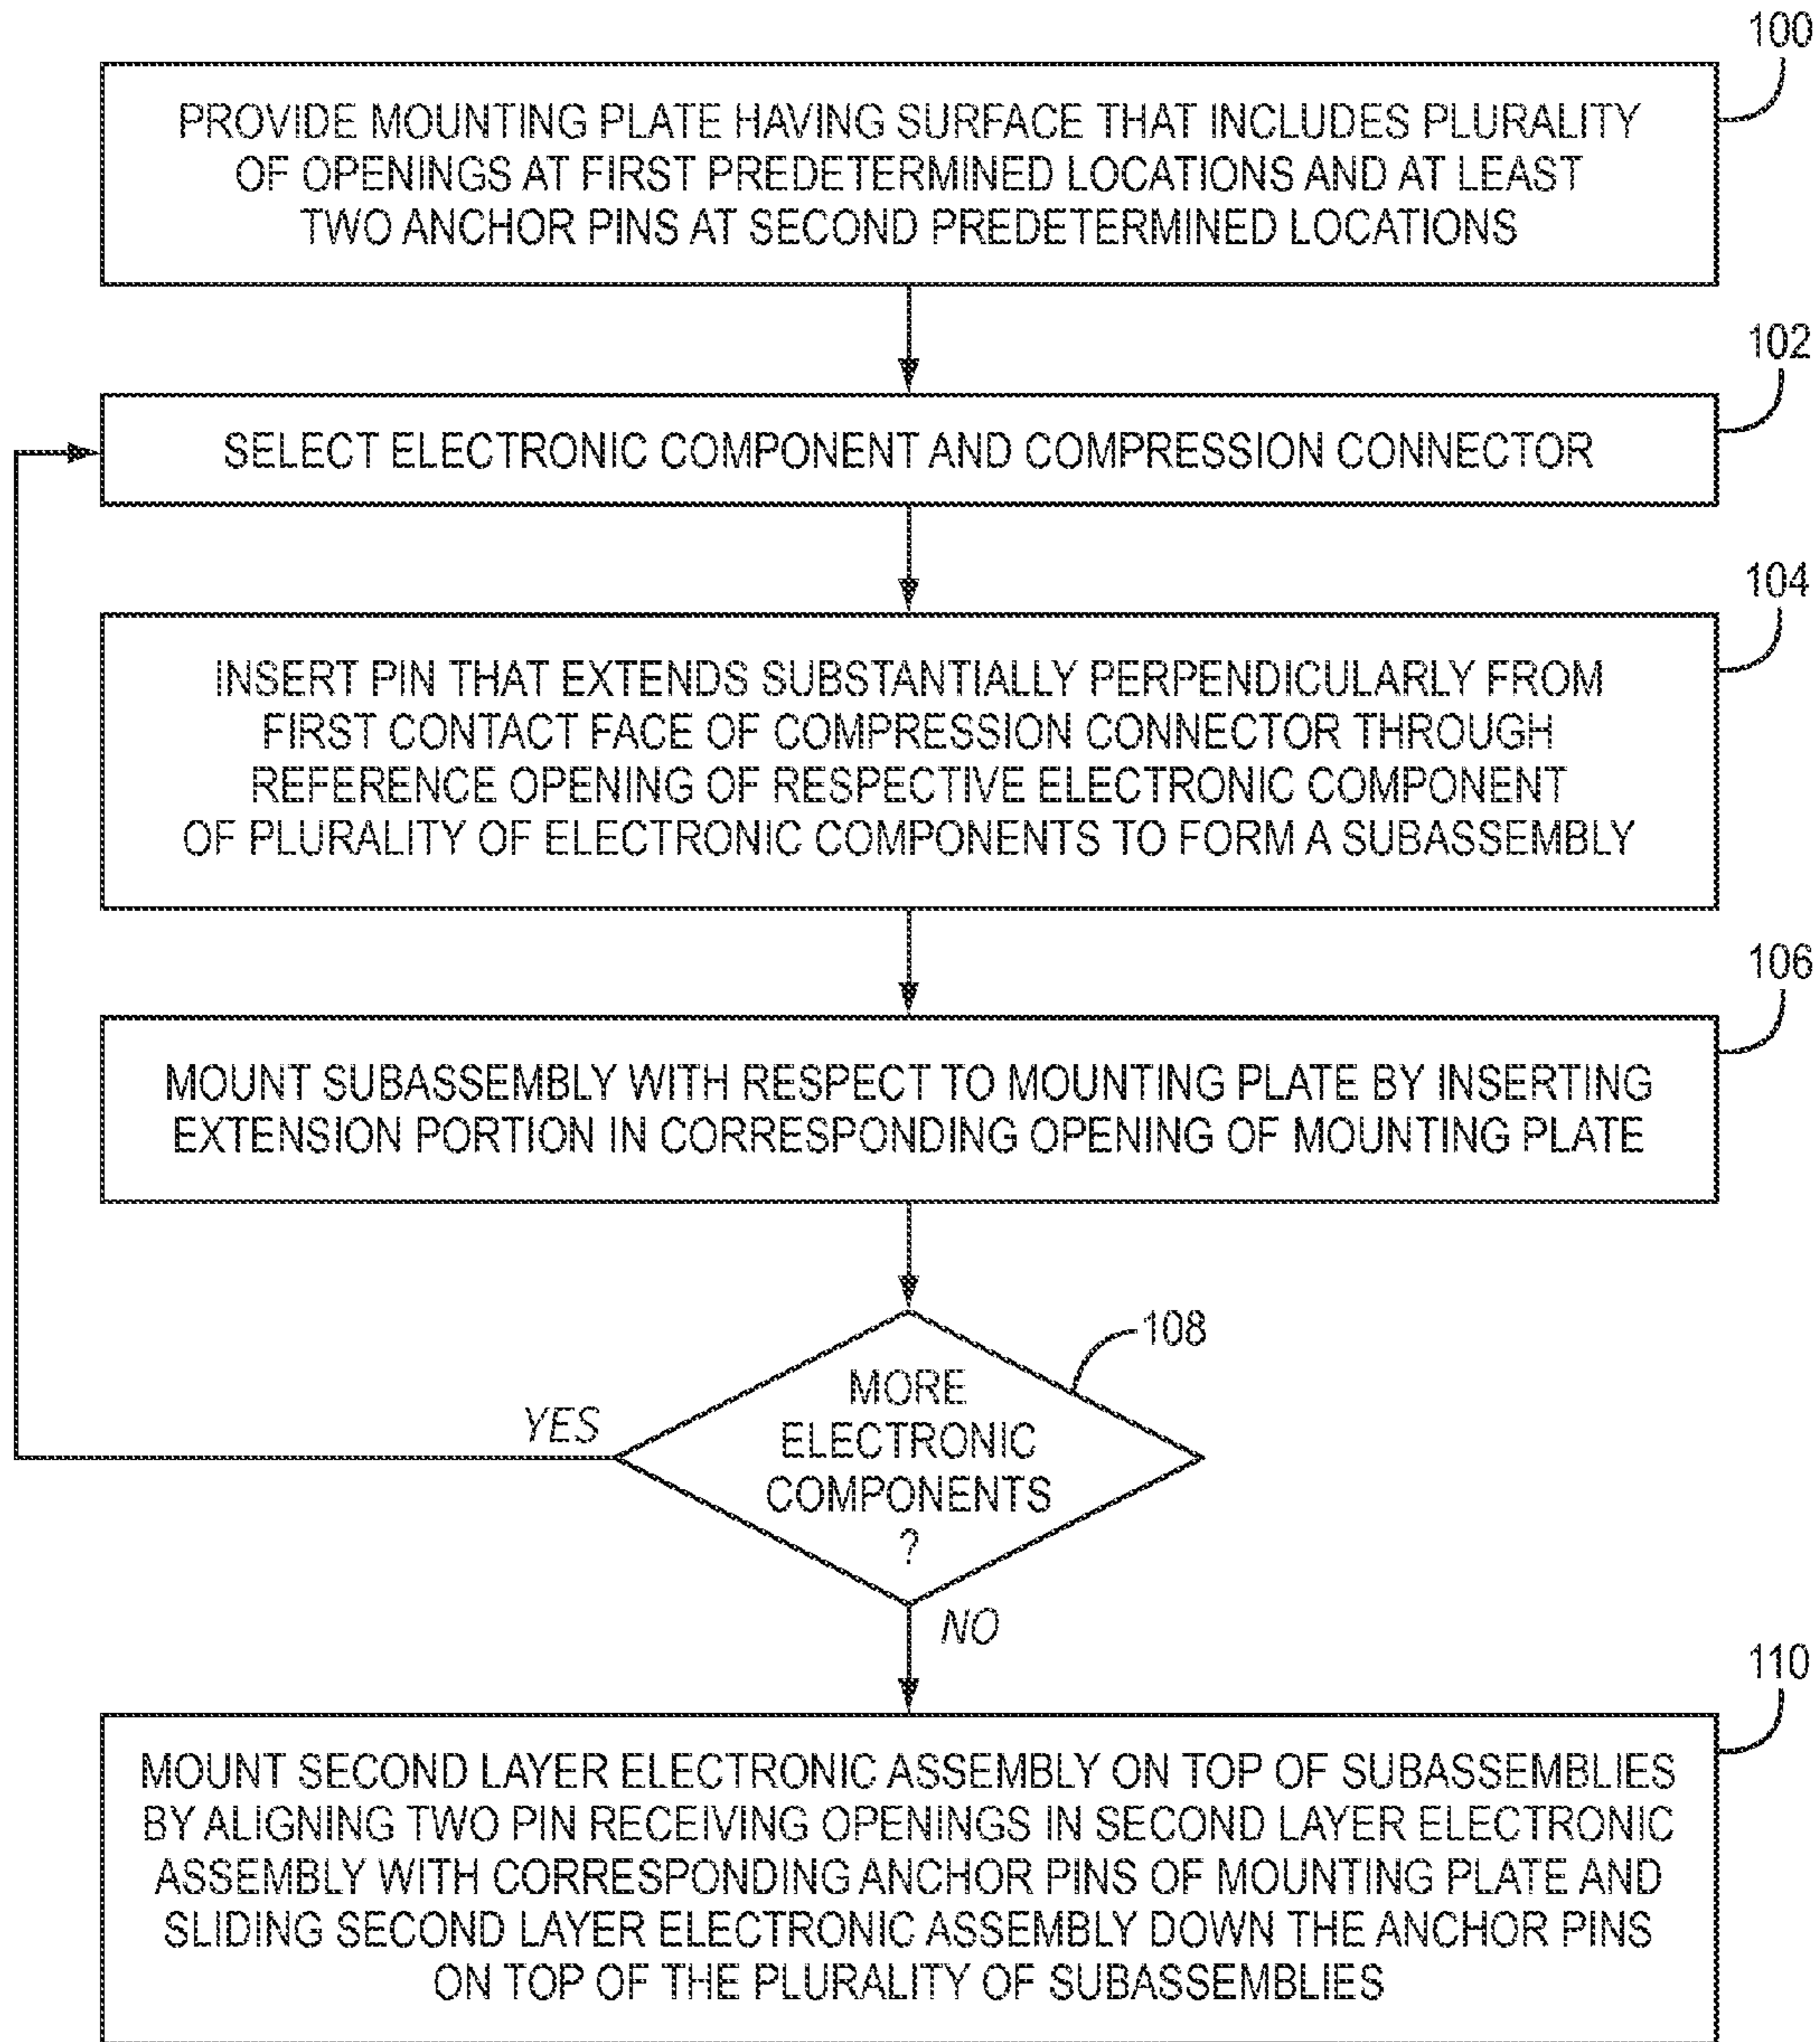 100
PROVIDE MOUNTING PLATE HAVING SURFACE THAT INCLUDES PLURALITY
OF OPENINGS AT FIRST PREDETERMINED LOCATIONS AND AT LEAST
TWO ANCHOR PINS AT SECOND PREDETERMINED LOCATIONS
102
SELECT ELECTRONIC COMPONENT AND COMPRESSION CONNECTOR
104
INSERT PIN THAT EXTENDS SUBSTANTIALLY PERPENDICULARLY FROM
FIRST CONTACT FACE OF COMPRESSION CONNECTOR THROUGH
REFERENCE OPENING OF RESPECTIVE ELECTRONIC COMPONENT
OF PLURALITY OF ELECTRONIC COMPONENTS TO FORM A SUBASSEMBLY
106
MOUNT SUBASSEMBLY WITH RESPECT TO MOUNTING PLATE BY INSERTING
EXTENSION PORTION IN CORRESPONDING OPENING OF MOUNTING PLATE
108
MORE
ELECTRONIC
COMPONENTS
?
YES
NO
110
MOUNT SECOND LAYER ELECTRONIC ASSEMBLY ON TOP OF SUBASSEMBLIES
BY ALIGNING TWO PIN RECEIVING OPENINGS IN SECOND LAYER ELECTRONIC
ASSEMBLY WITH CORRESPONDING ANCHOR PINS OF MOUNTING PLATE AND
SLIDING SECOND LAYER ELECTRONIC ASSEMBLY DOWN THE ANCHOR PINS
ON TOP OF THE PLURALITY OF SUBASSEMBLIES